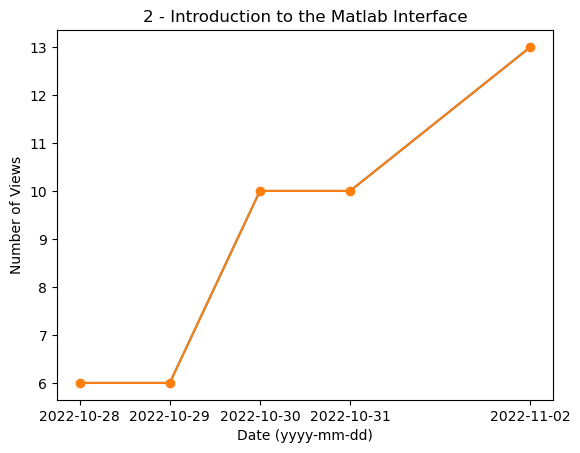 2 - Introduction to the Matlab Interface
13
12
11
10
9
8
7
6
Number of Views
2022-10-28 2022-10-29 2022-10-30 2022-10-31 2022-11-02
Date (yyyy-mm-dd)